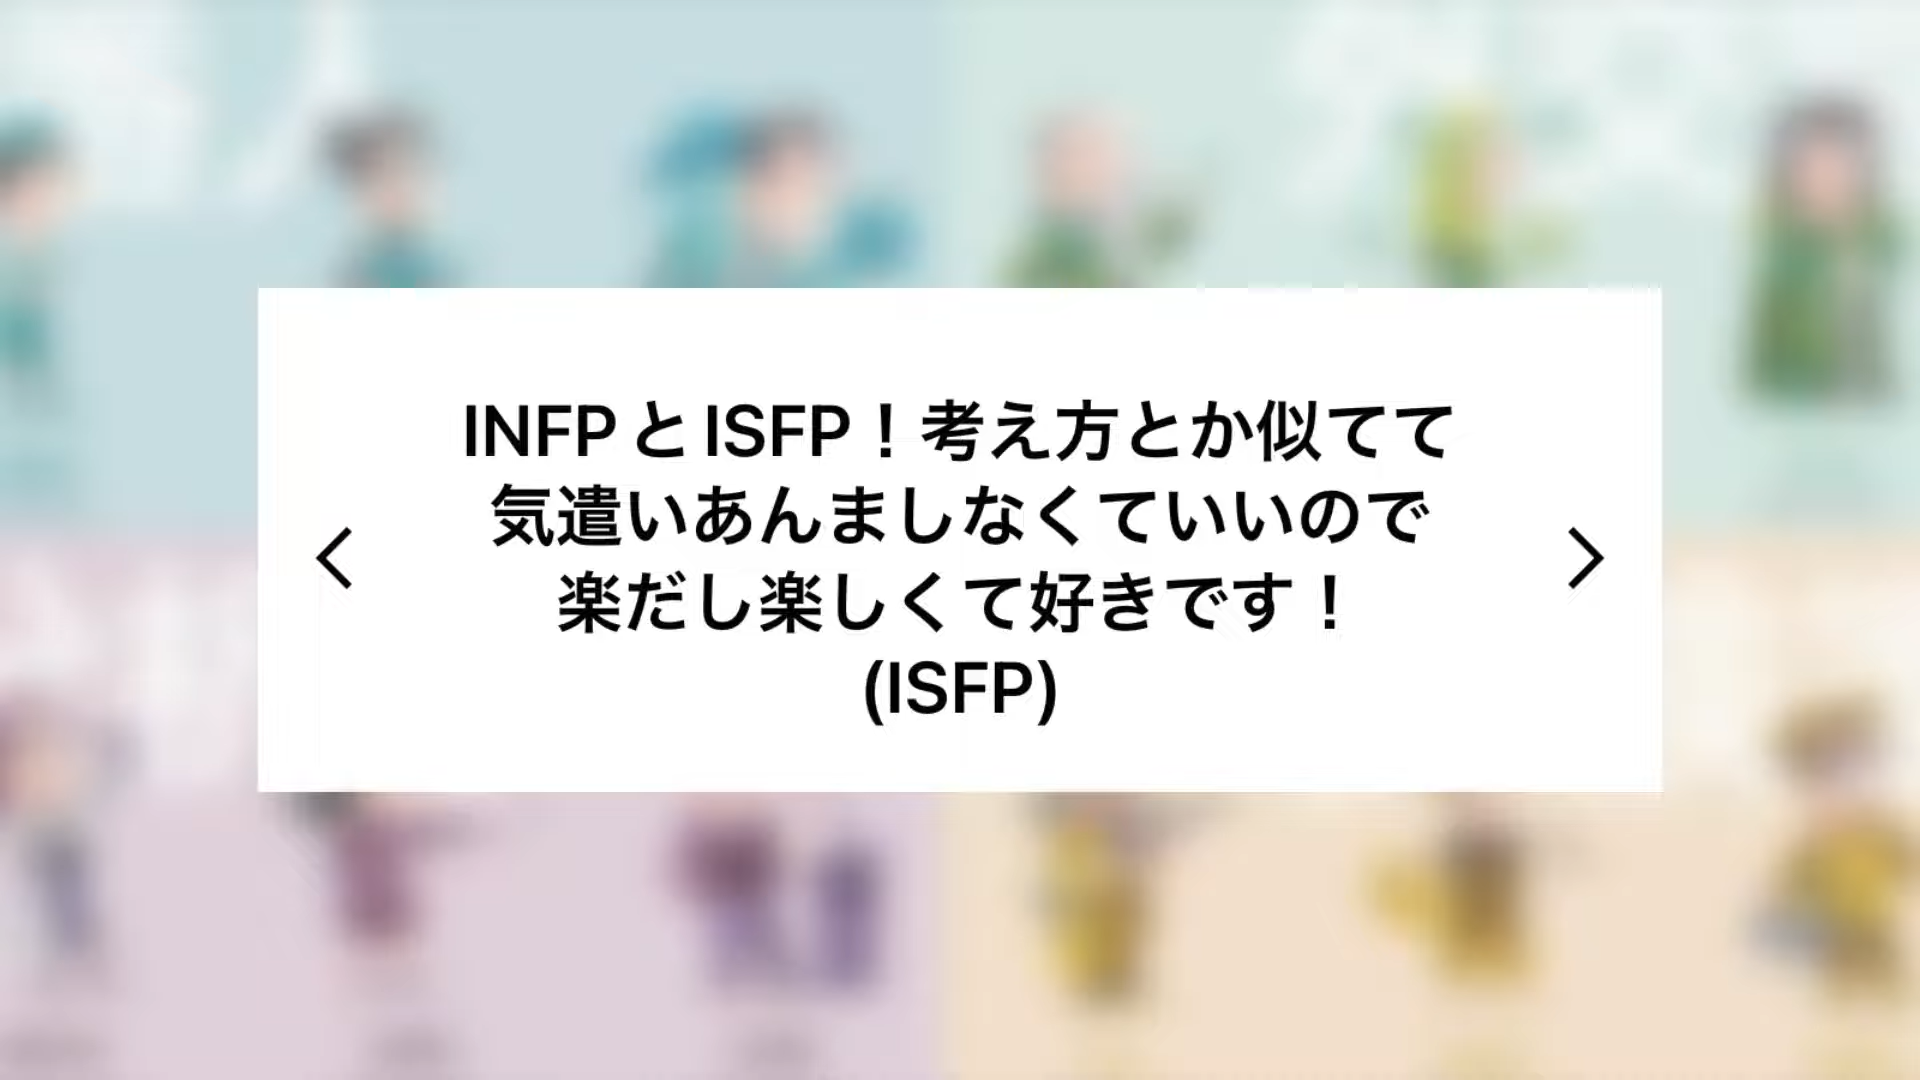 INFPとISFP！考え方とか似てて
気遣いあんましなくていいので
楽だし楽しくて好きです！
(ISFP)